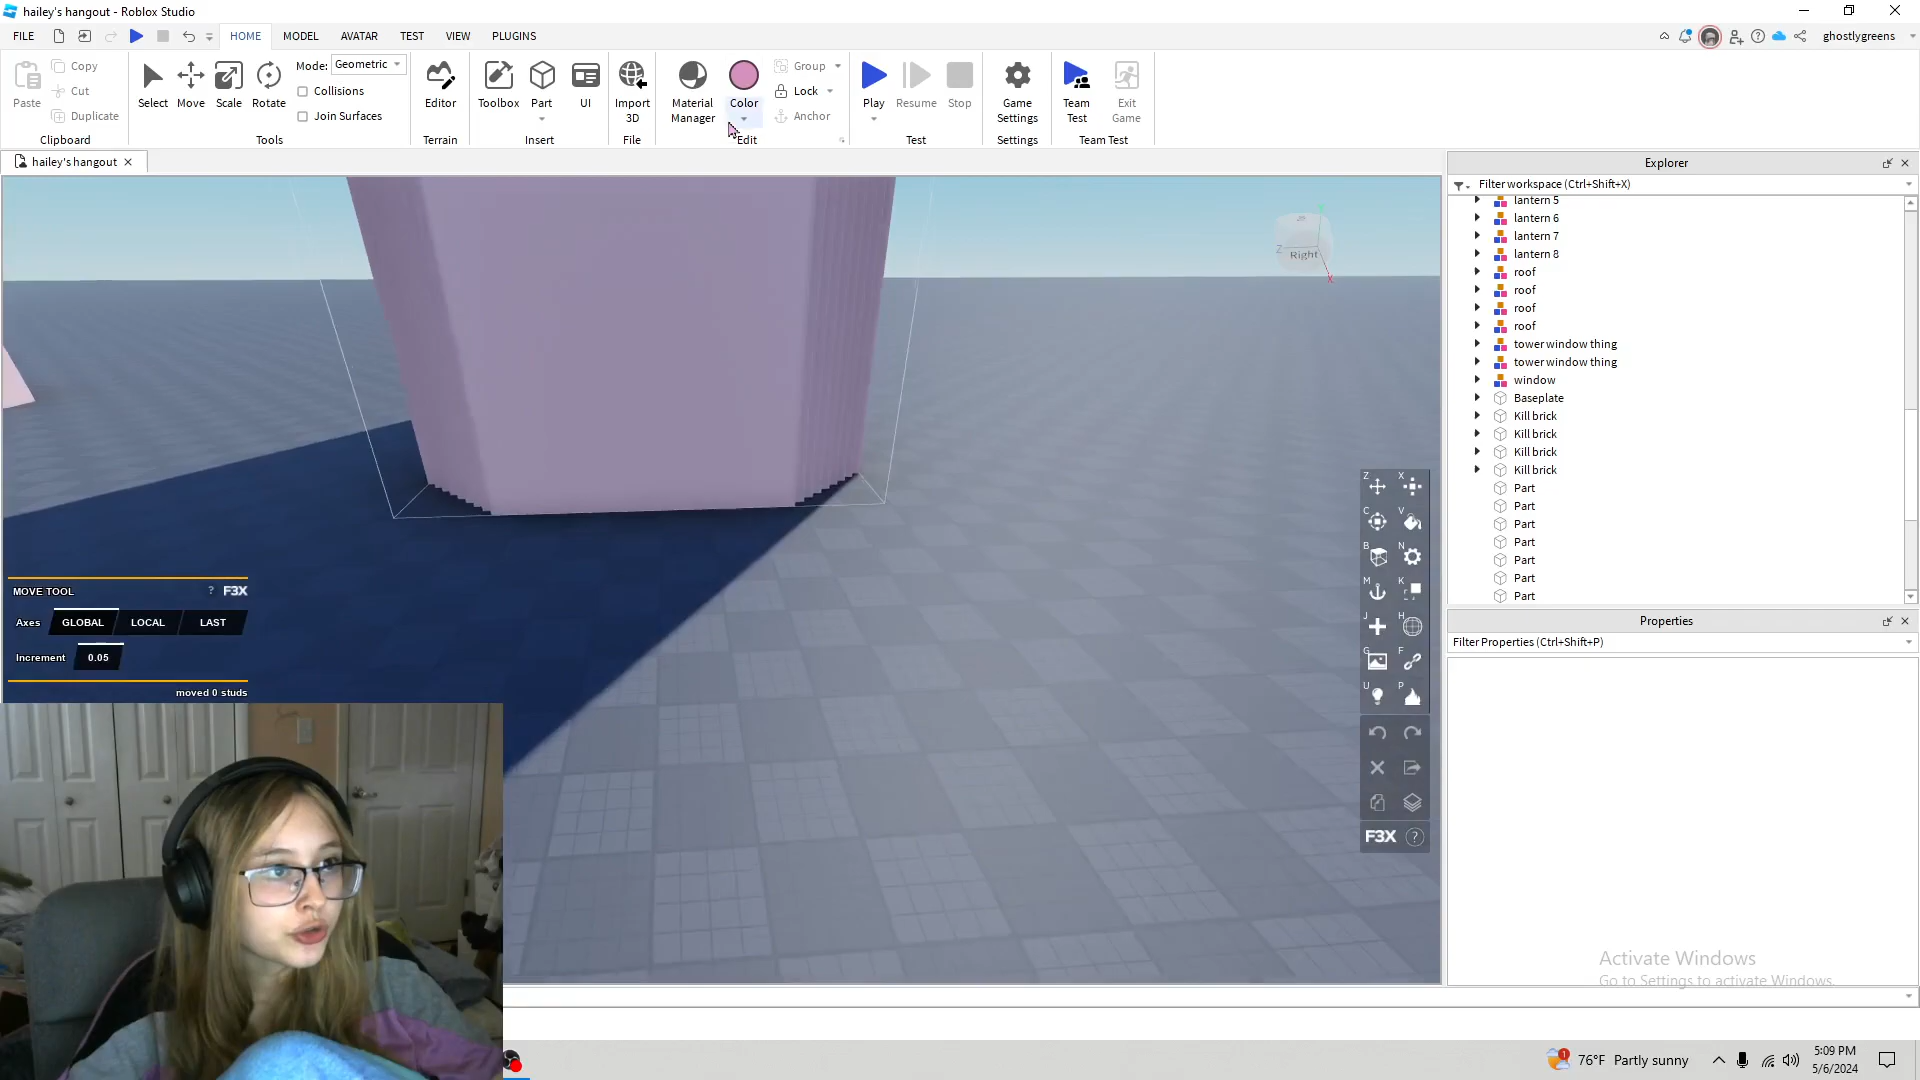 hailey's hangout - Roblox Studio
FILE HOME MODEL AVATAR TEST VIEW PLUGINS ghostlygreens
Paste Copy Cut Duplicate
Clipboard
Select Move Scale Rotate
Mode: Geometric
Collisions
Join Surfaces
Tools
Editor
Terrain
Toolbox Part UI
Insert
Import 3D
File
Material Manager Color
Group
Lock
Anchor
Edit
Play Resume Stop
Test
Game Settings
Settings
Team Test Exit Game
Team Test
hailey's hangout
Right
Z
X
Explorer
Filter workspace (Ctrl+Shift+X)
lantern 5
lantern 6
lantern 7
lantern 8
roof
roof
roof
roof
tower window thing
tower window thing
window
Baseplate
Kill brick
Kill brick
Kill brick
Kill brick
Part
Part
Part
Part
Part
Part
Part
Properties
Filter Properties (Ctrl+Shift+P)
MOVE TOOL ? F3X
Axes GLOBAL LOCAL LAST
Increment 0.05
moved 0 studs
Z X
C V
B N
M K
J H
G F
U P
F3X ?
Activate Windows
Go to Settings to activate Windows.
1
76°F Partly sunny
5:09 PM
5/6/2024